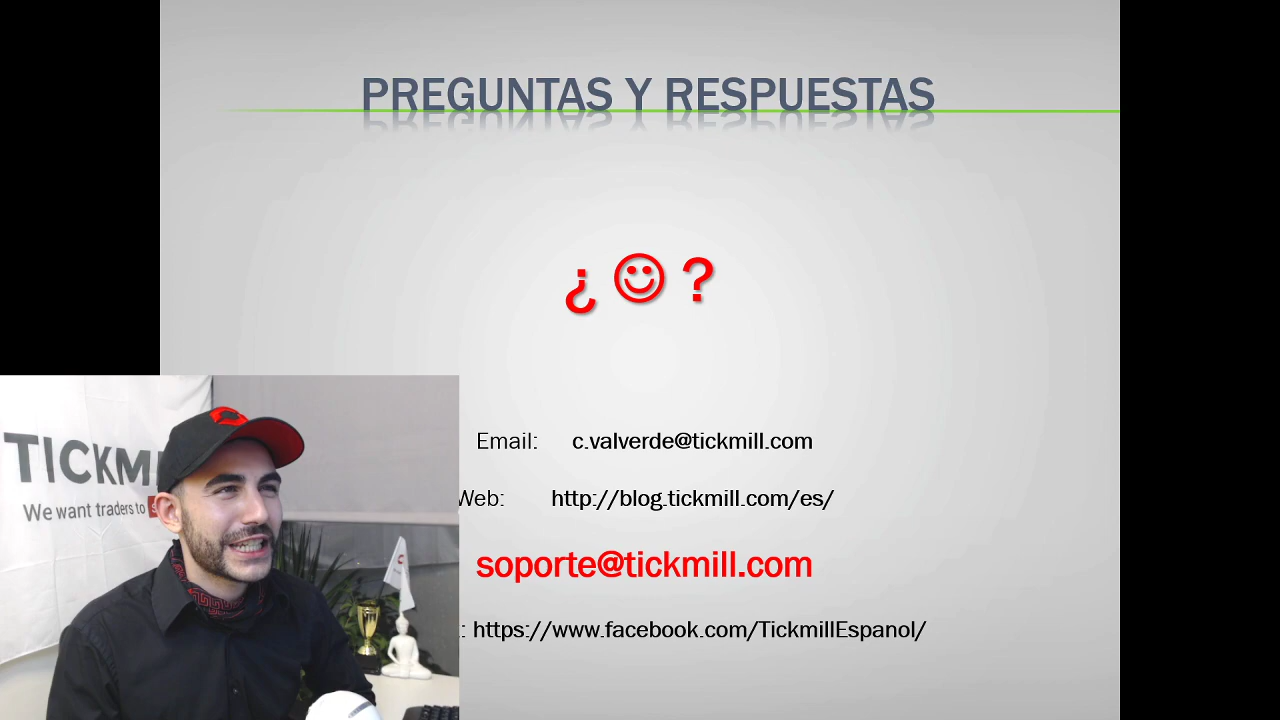 PREGUNTAS Y RESPUESTAS
¿ ☺ ?
Email: c.valverde@tickmill.com
Web: http://blog.tickmill.com/es/
soporte@tickmill.com
: https://www.facebook.com/TickmillEspanol/
TICKM
We want traders to